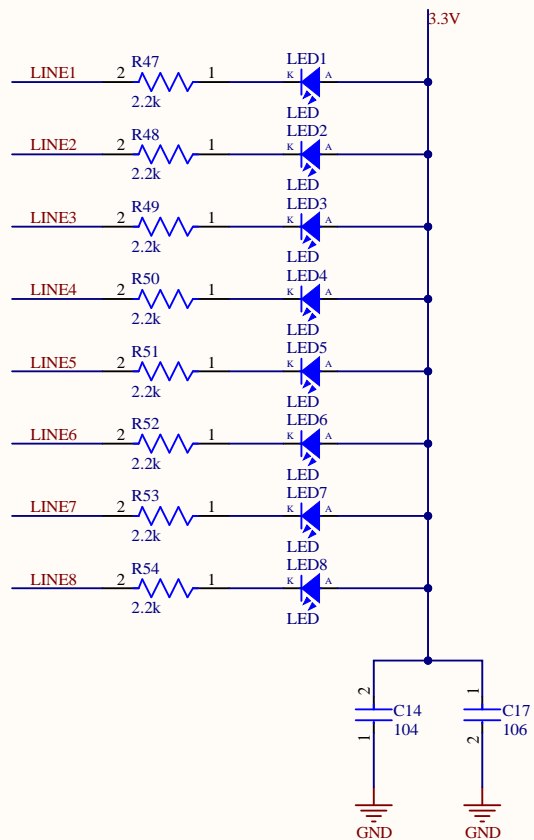 3.3V
R47
LED1
LINE1 2 1 K A
2.2k
LED
R48
LED2
LINE2 2 1 K A
2.2k
LED
R49
LED3
LINE3 2 1 K A
2.2k
LED
R50
LED4
LINE4 2 1 K A
2.2k
LED
R51
LED5
LINE5 2 1 K A
2.2k
LED
R52
LED6
LINE6 2 1 K A
2.2k
LED
R53
LED7
LINE7 2 1 K A
2.2k
LED
R54
LED8
LINE8 2 1 K A
2.2k
LED
2 1
C14 C17
104 106
1 2
GND GND